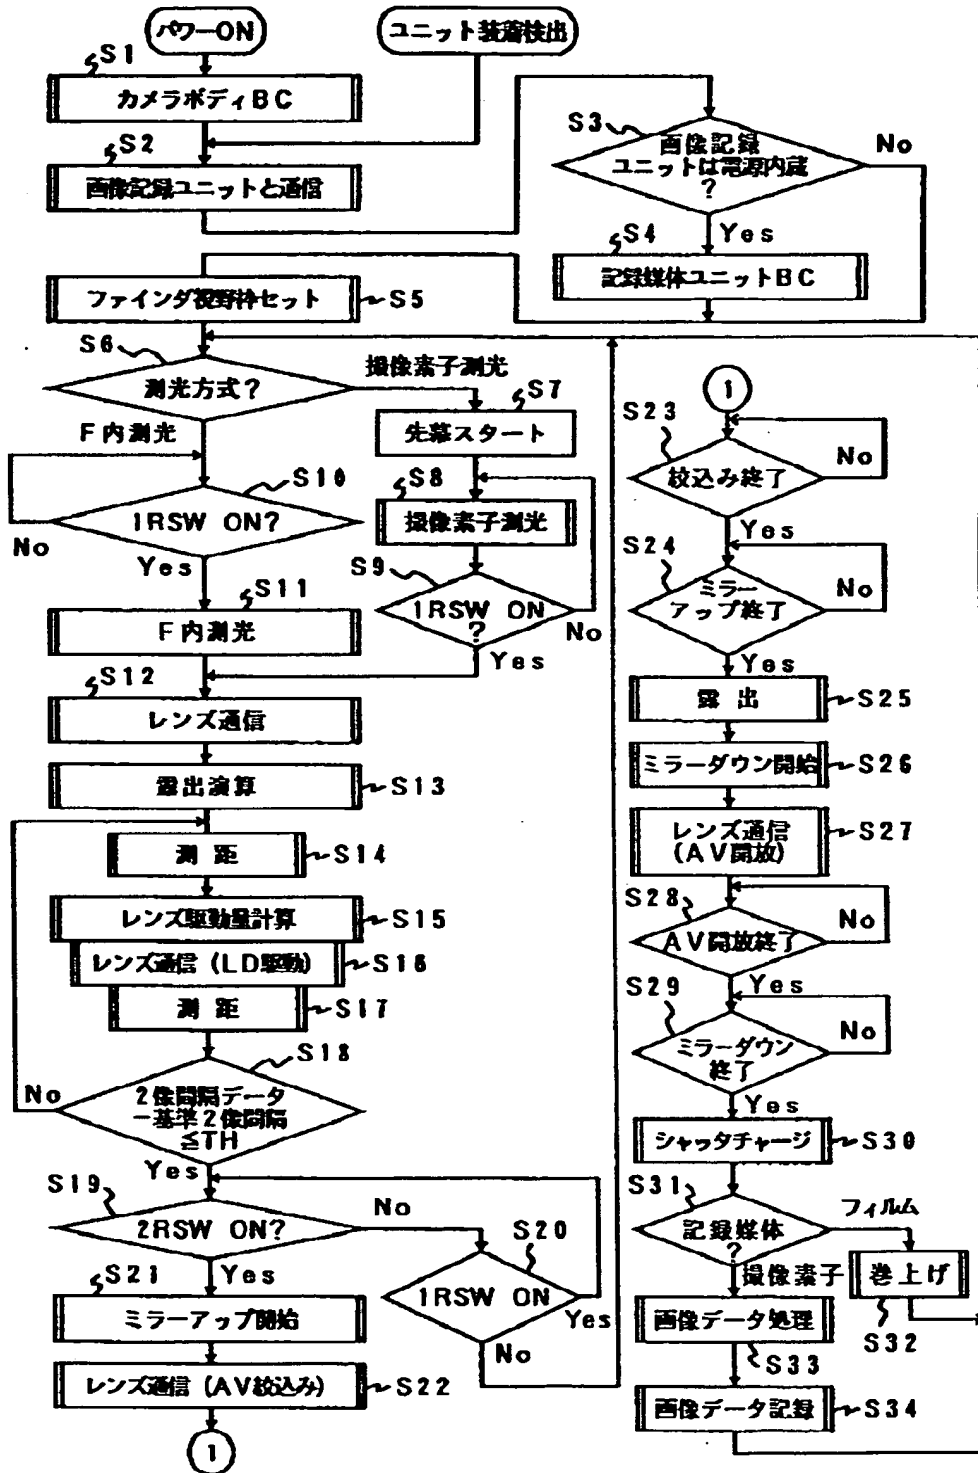 パワーON
ユニット装着検出
S1
カメラボディBC
S2
画像記録ユニットと通信
S3
画像記録
ユニットは電源内蔵
?
No
Yes
S4
記録媒体ユニットBC
ファインダ視野枠セット
S5
S6
測光方式?
撮像素子測光
F内測光
S7
先幕スタート
S8
撮像素子測光
S9
1RSW ON
?
No
Yes
S10
1RSW ON?
No
Yes
S11
F内測光
S12
レンズ通信
露出演算
S13
測距
S14
レンズ駆動量計算
S15
レンズ通信(LD駆動)
S16
測距
S17
S18
2像間隔データ
−基準2像間隔
≦TH
No
Yes
S19
2RSW ON?
No
Yes
S20
1RSW ON
Yes
No
S21
ミラーアップ開始
レンズ通信(AV絞込み)
S22
1
1
S23
絞込み終了
No
Yes
S24
ミラー
アップ終了
No
Yes
露出
S25
ミラーダウン開始
S26
レンズ通信
(AV開放)
S27
S28
AV開放終了
No
Yes
S29
ミラーダウン
終了
No
Yes
シャッタチャージ
S30
S31
記録媒体
?
フィルム
撮像素子
巻上げ
S32
画像データ処理
S33
画像データ記録
S34